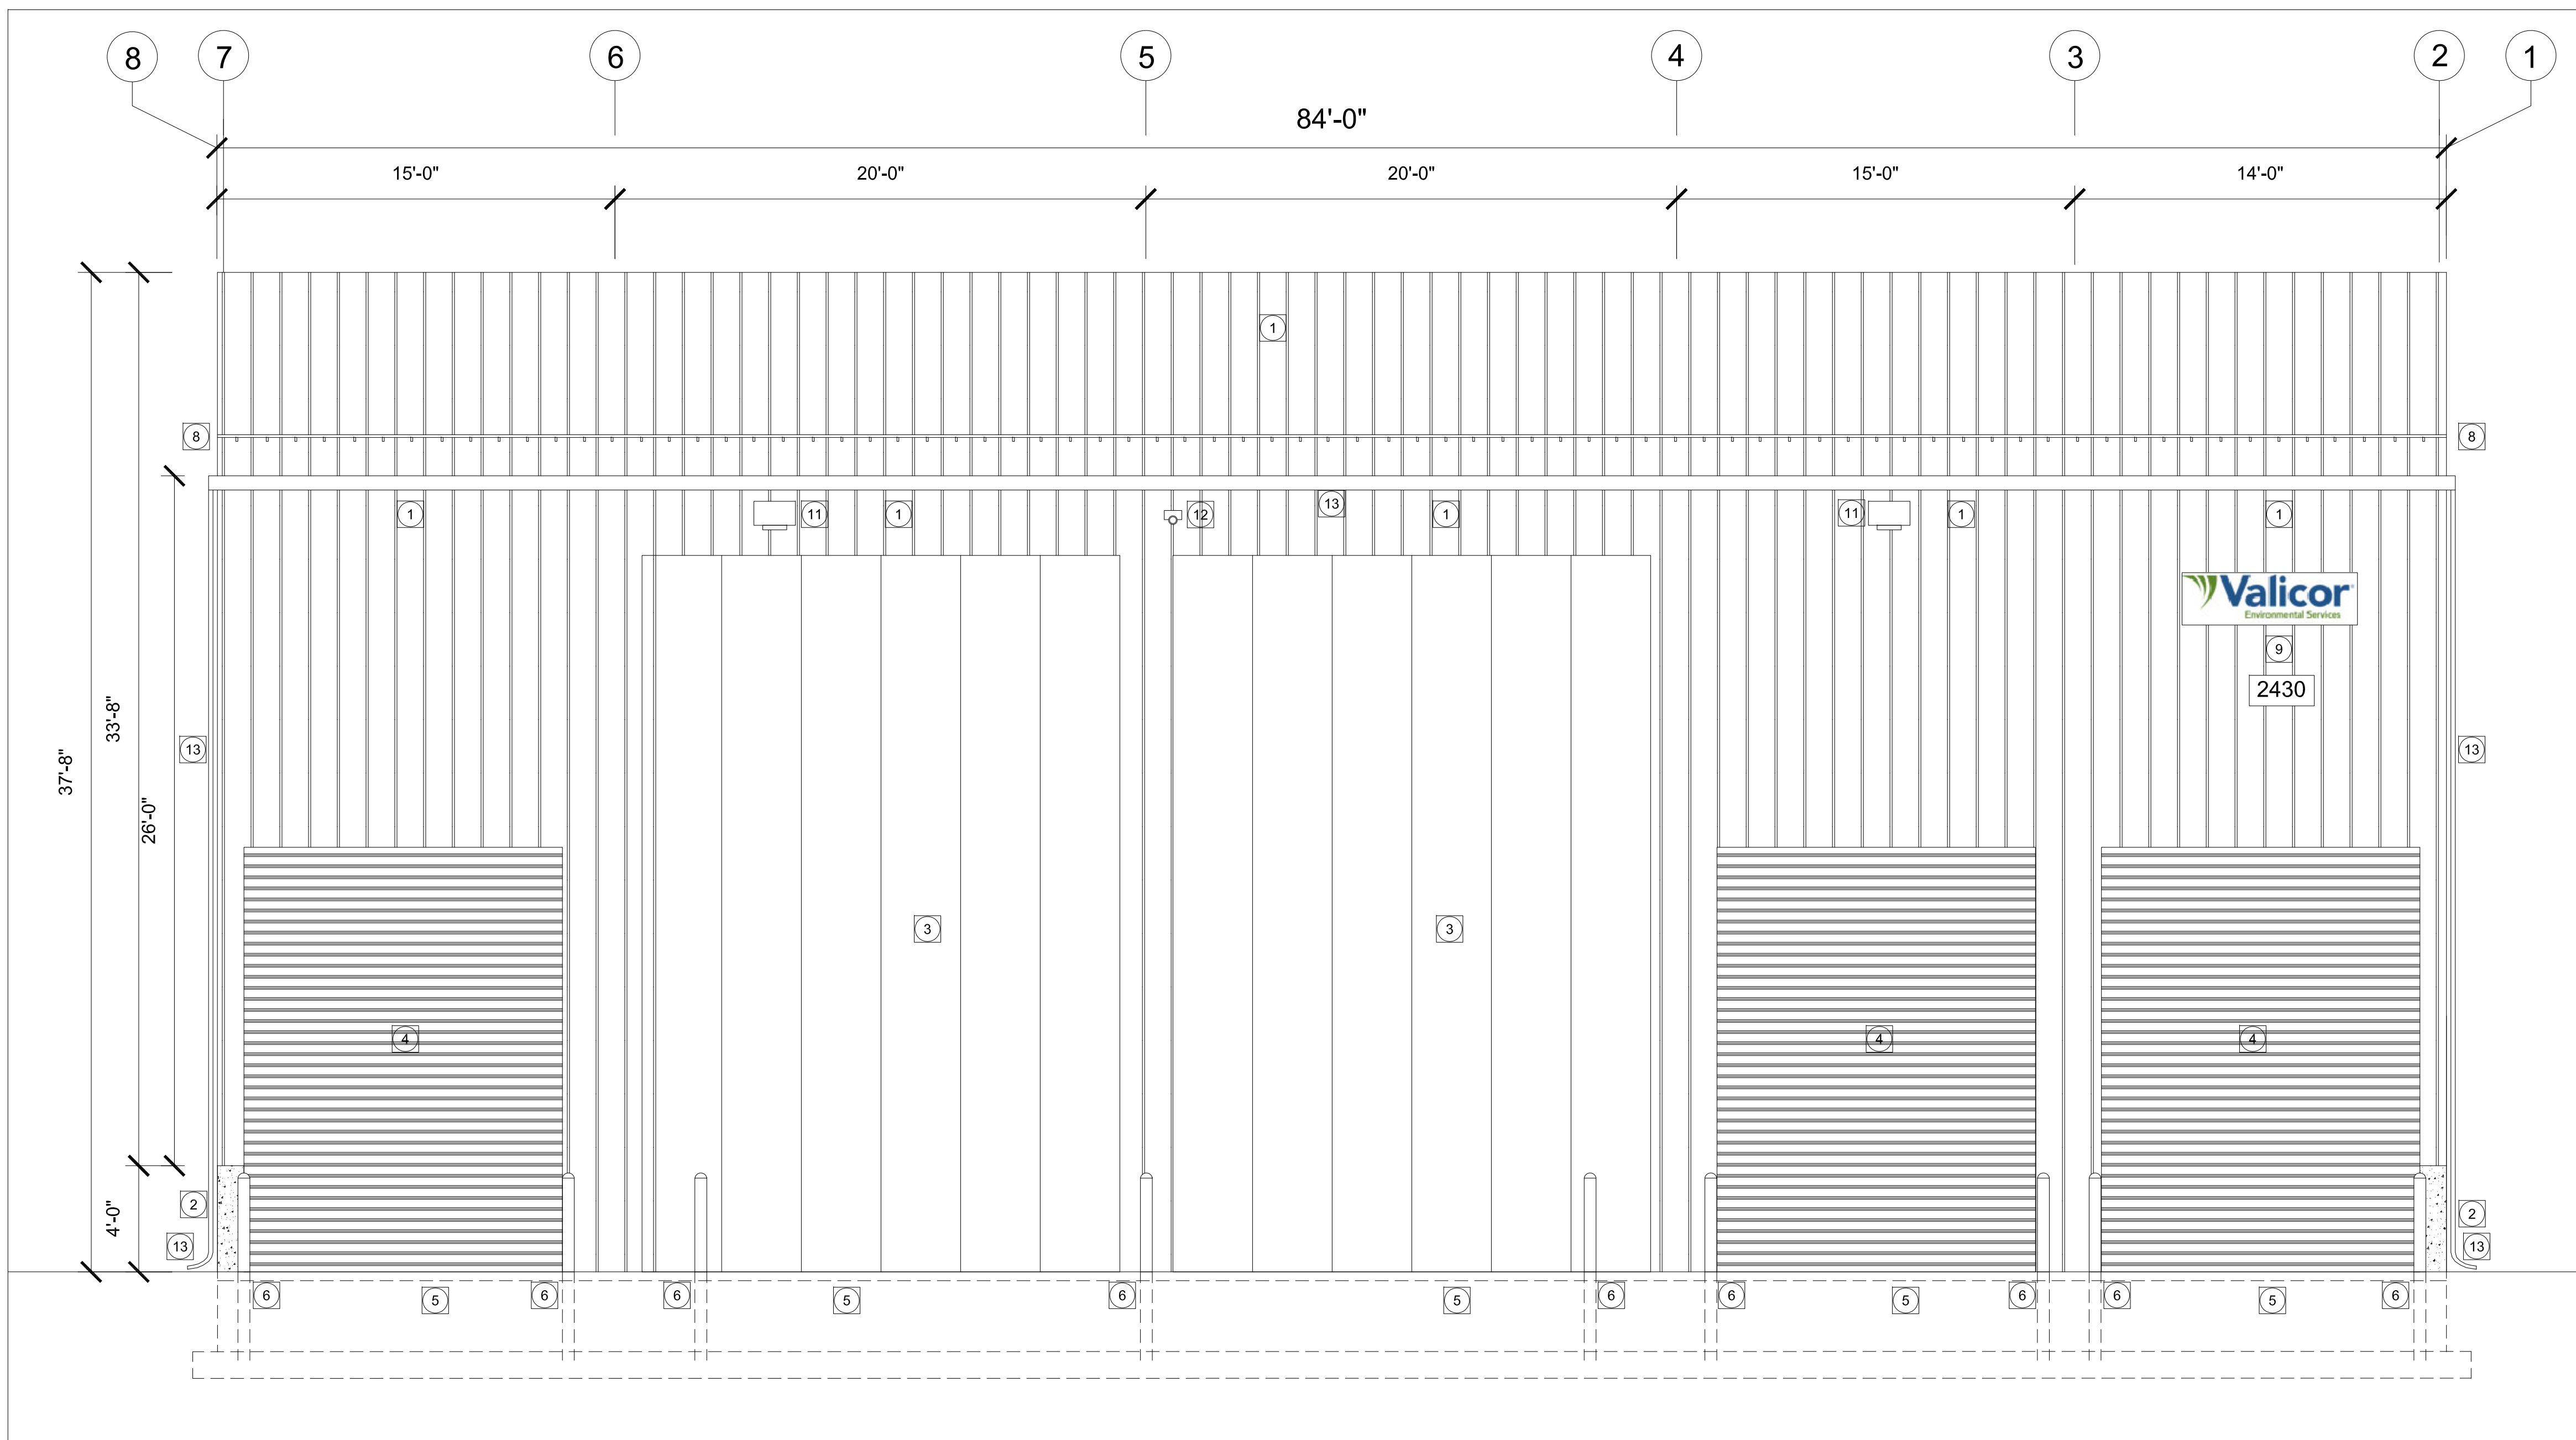 8 7 6 5 4 3 2 1
84'-0"
15'-0" 20'-0" 20'-0" 15'-0" 14'-0"
1
8 8
1 11 1 12 13 1 11 1 1
Valicor®
Environmental Services
9
2430
33'-8"
37'-8"
13 13
26'-0"
3 3
4 4 4
2 2
4'-0"
13 13
6 5 6 6 5 6 5 6 6 5 6 6 5 6